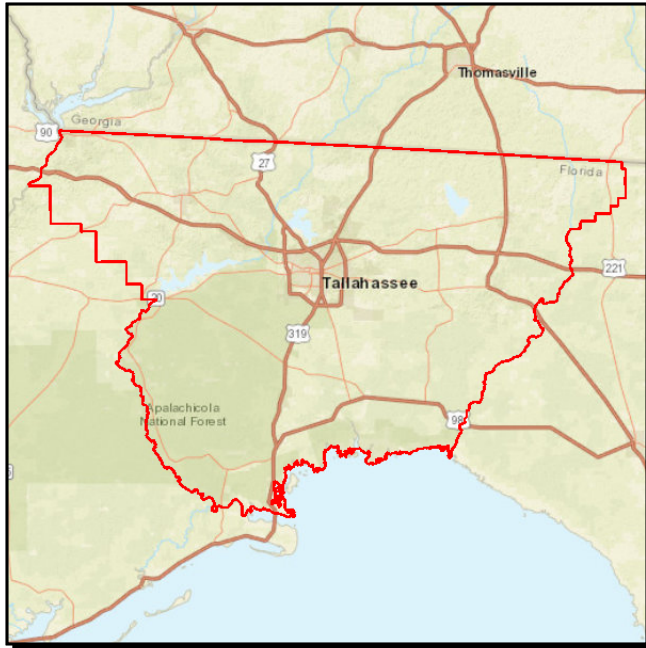 Thomasville
Georgia
90
27
Florida
221
Tallahassee
20
319
Apalachicola
National Forest
98